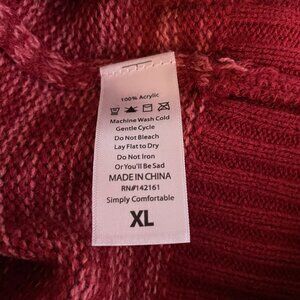 100% Acrylic
Machine Wash Cold
Gentle Cycle
Do Not Bleach
Lay Flat to Dry
Do Not Iron
Or You'll Be Sad
MADE IN CHINA
RN#142161
Simply Comfortable
XL